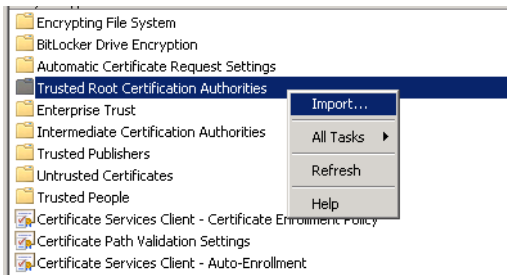 Encrypting File System
BitLocker Drive Encryption
Automatic Certificate Request Settings
Trusted Root Certification Authorities
Import...
Enterprise Trust
Intermediate Certification Authorities
All Tasks
Trusted Publishers
Untrusted Certificates
Refresh
Trusted People
Help
Certificate Services Client - Certificate Enrollment Policy
Certificate Path Validation Settings
Certificate Services Client - Auto-Enrollment